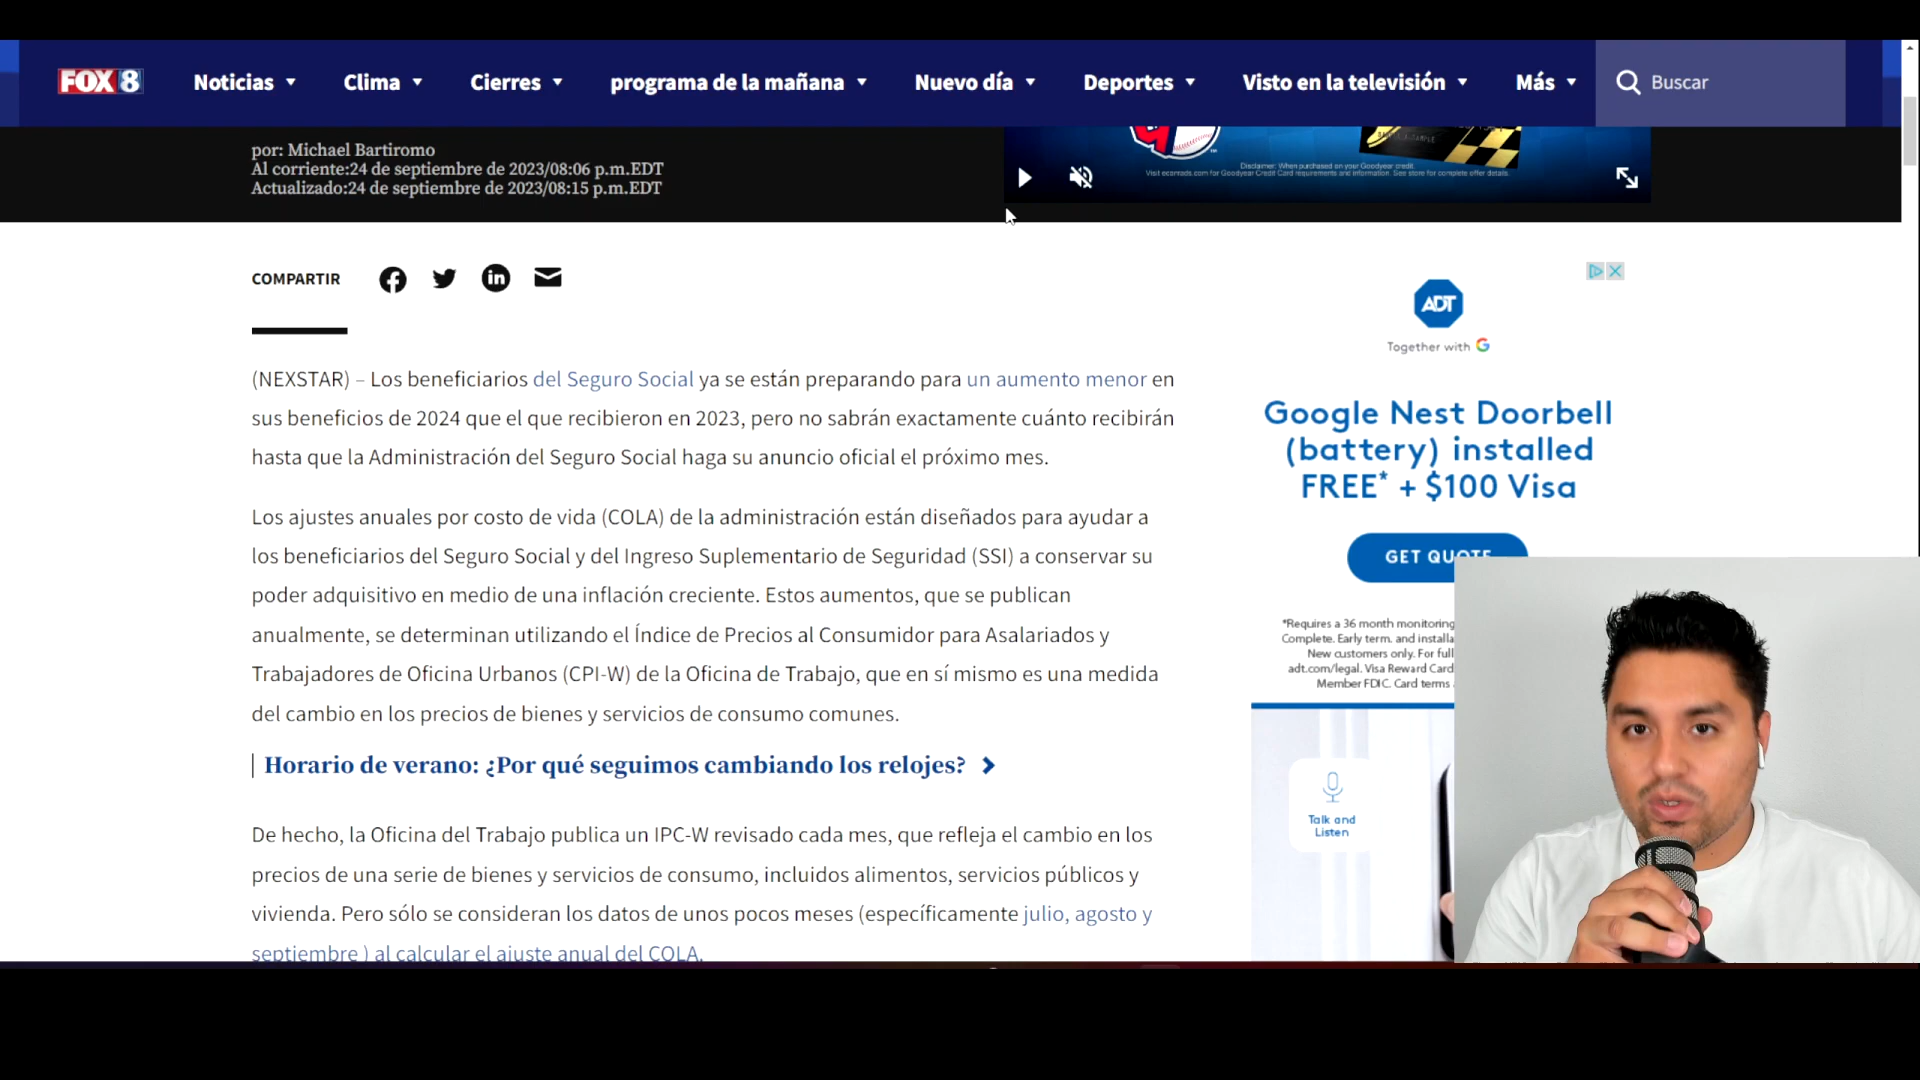 FOX 8
Noticias
Clima
Cierres
programa de la mañana
Nuevo día
Deportes
Visto en la televisión
Más
Buscar
por: Michael Bartiromo
Al corriente:24 de septiembre de 2023/08:06 p.m.EDT
Actualizado:24 de septiembre de 2023/08:15 p.m.EDT
Disclaimer: When purchased on your Goodyear credit.
COMPARTIR
(NEXSTAR) – Los beneficiarios del Seguro Social ya se están preparando para un aumento menor en
sus beneficios de 2024 que el que recibieron en 2023, pero no sabrán exactamente cuánto recibirán
hasta que la Administración del Seguro Social haga su anuncio oficial el próximo mes.
Los ajustes anuales por costo de vida (COLA) de la administración están diseñados para ayudar a
los beneficiarios del Seguro Social y del Ingreso Suplementario de Seguridad (SSI) a conservar su
poder adquisitivo en medio de una inflación creciente. Estos aumentos, que se publican
anualmente, se determinan utilizando el Índice de Precios al Consumidor para Asalariados y
Trabajadores de Oficina Urbanos (CPI-W) de la Oficina de Trabajo, que en sí mismo es una medida
del cambio en los precios de bienes y servicios de consumo comunes.
Horario de verano: ¿Por qué seguimos cambiando los relojes?
De hecho, la Oficina del Trabajo publica un IPC-W revisado cada mes, que refleja el cambio en los
precios de una serie de bienes y servicios de consumo, incluidos alimentos, servicios públicos y
vivienda. Pero sólo se consideran los datos de unos pocos meses (específicamente julio, agosto y
septiembre ) al calcular el ajuste anual del COLA.
ADT
Together with G
Google Nest Doorbell
(battery) installed
FREE* + $100 Visa
GET QUOTE
*Requires a 36 month monitoring
Complete. Early term. and installa
New customers only. For full
adt.com/legal. Visa Reward Card
Member FDIC. Card terms
Talk and
Listen